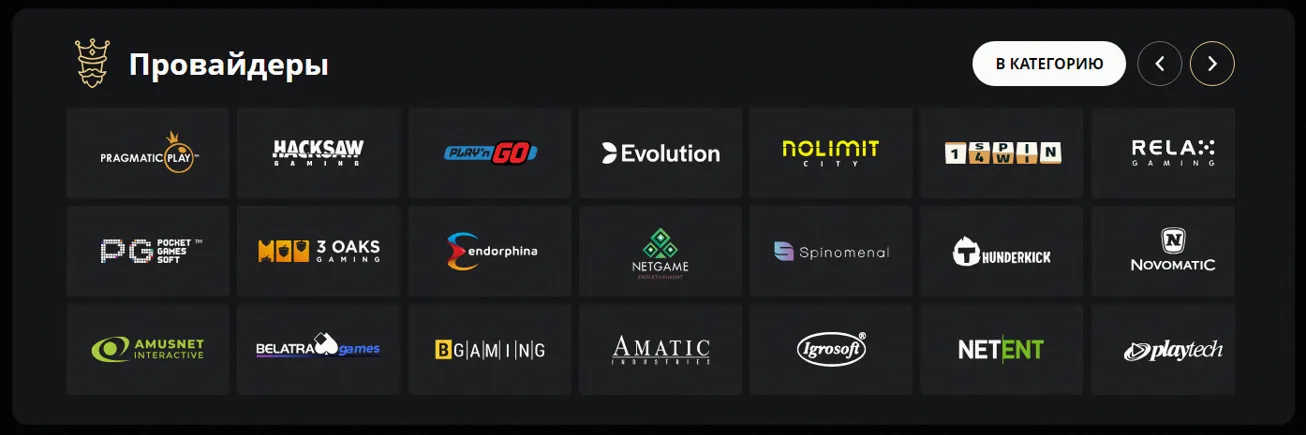 Провайдеры
В КАТЕГОРИЮ
PRAGMATIC PLAY™
HACKSAW
GAMING
PLAY'n GO
Evolution
NOLIMIT
CITY
1 SPIN
4 WIN
RELAX
GAMING
PG POCKET ™
GAMES
SOFT
3 OAKS
GAMING
endorphina
NETGAME
ENTERTAINMENT
Spinomenal
THUNDERKICK
N
NOVOMATIC
AMUSNET
INTERACTIVE
BELATRA games
BGAMING
AMATIC
INDUSTRIES
Igrosoft®
NETENT
playtech